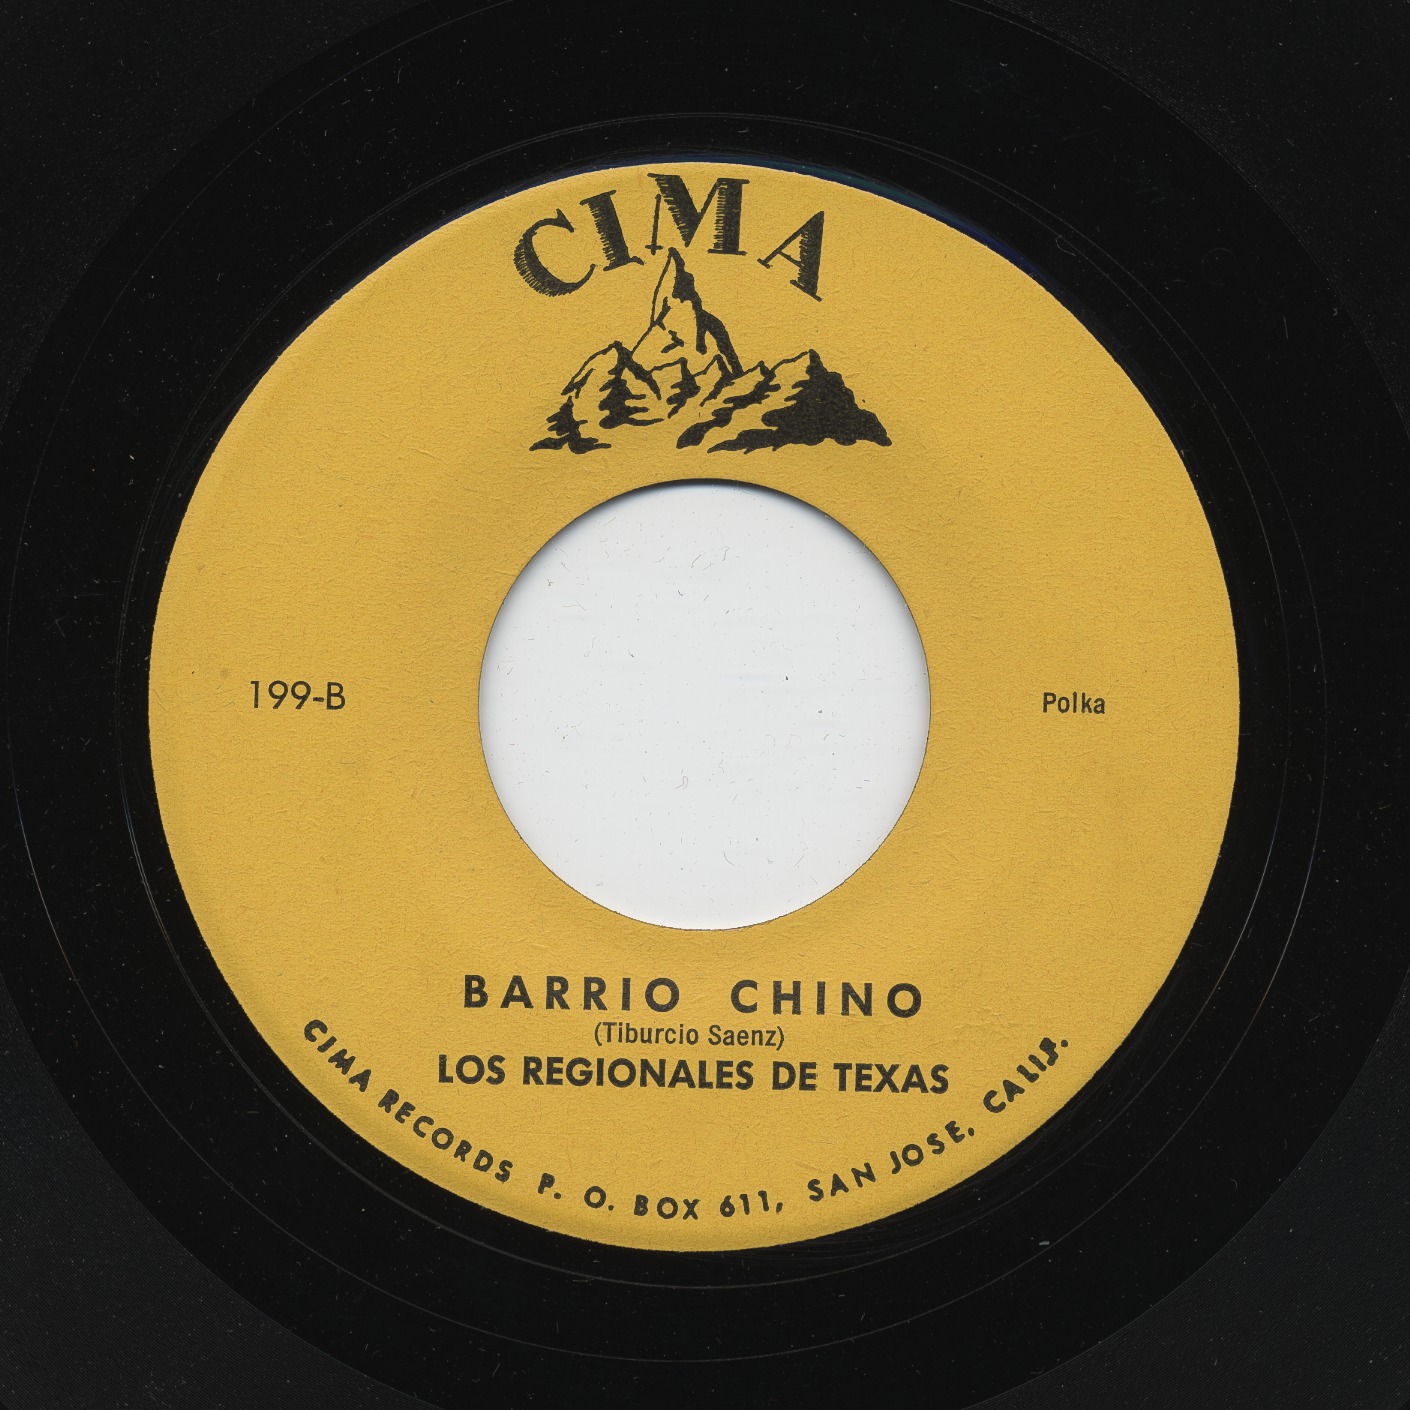 CIMA
199-B
Polka
BARRIO CHINO
(Tiburcio Saenz)
LOS REGIONALES DE TEXAS
CIMA RECORDS P. O. BOX 611, SAN JOSE, CALIF.